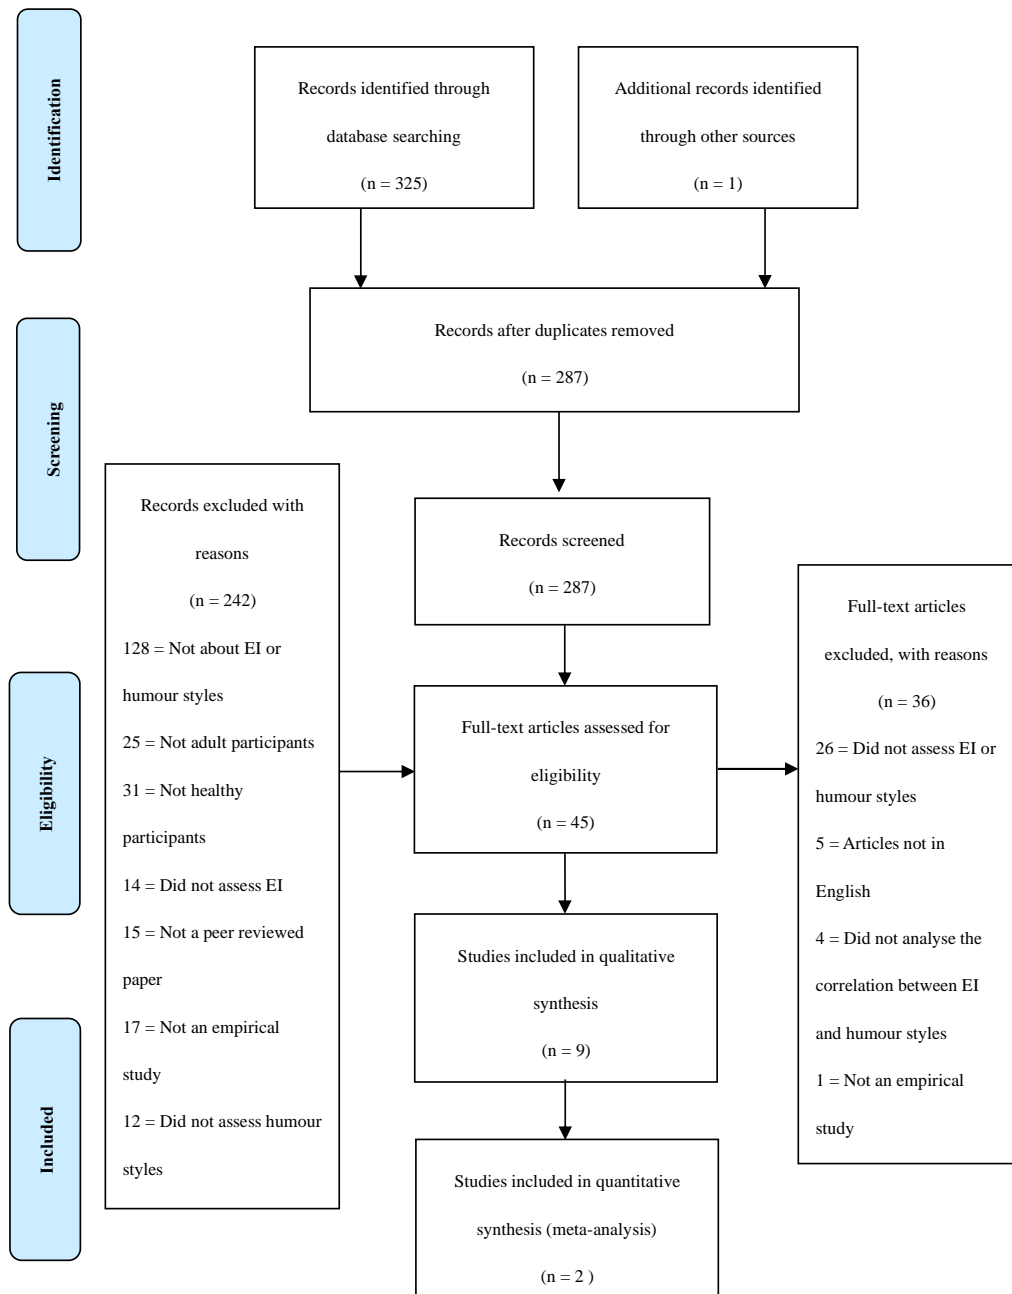 Identification
Records identified through
database searching
(n = 325)
Additional records identified
through other sources
(n = 1)
Records after duplicates removed
(n = 287)
Screening
Records excluded with
reasons
(n = 242)
128 = Not about EI or
humour styles
25 = Not adult participants
31 = Not healthy
participants
14 = Did not assess EI
15 = Not a peer reviewed
paper
17 = Not an empirical
study
12 = Did not assess humour
styles
Records screened
(n = 287)
Eligibility
Full-text articles assessed for
eligibility
(n = 45)
Full-text articles
excluded, with reasons
(n = 36)
26 = Did not assess EI or
humour styles
5 = Articles not in
English
4 = Did not analyse the
correlation between EI
and humour styles
1 = Not an empirical
study
Studies included in qualitative
synthesis
(n = 9)
Included
Studies included in quantitative
synthesis (meta-analysis)
(n = 2 )